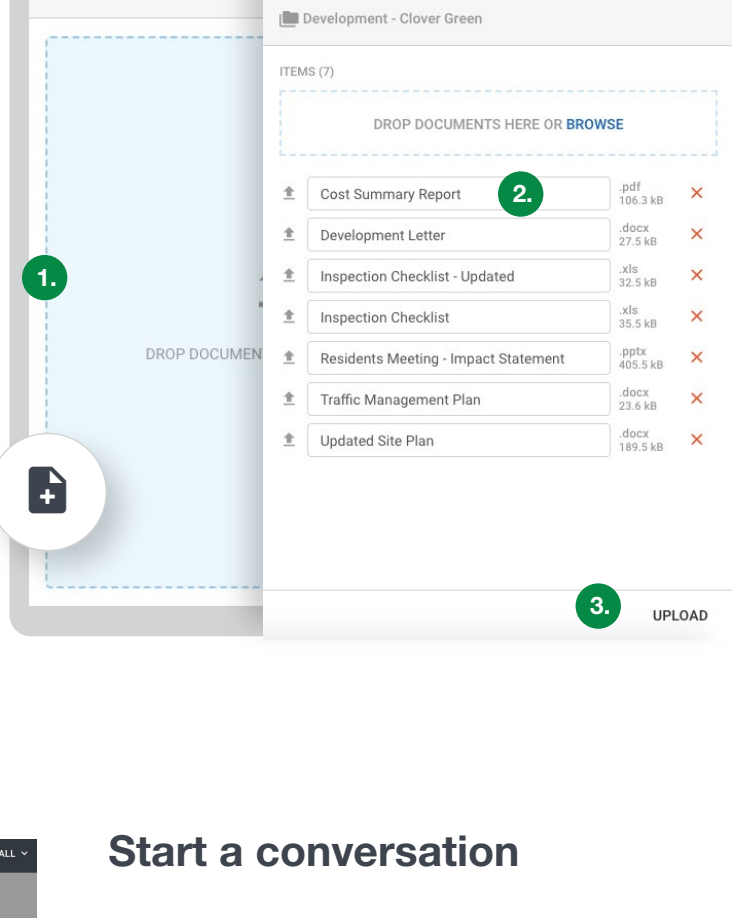 Development - Clover Green
ITEMS (7)
DROP DOCUMENTS HERE OR BROWSE
Cost Summary Report
2.
.pdf
106.3 kB
Development Letter
.docx
27.5 kB
1.
Inspection Checklist - Updated
.xls
32.5 kB
Inspection Checklist
.xls
35.5 kB
DROP DOCUMEN
Residents Meeting - Impact Statement
.pptx
405.5 kB
Traffic Management Plan
.docx
23.6 kB
Updated Site Plan
.docx
189.5 kB
3.
UPLOAD
Start a conversation
ALL